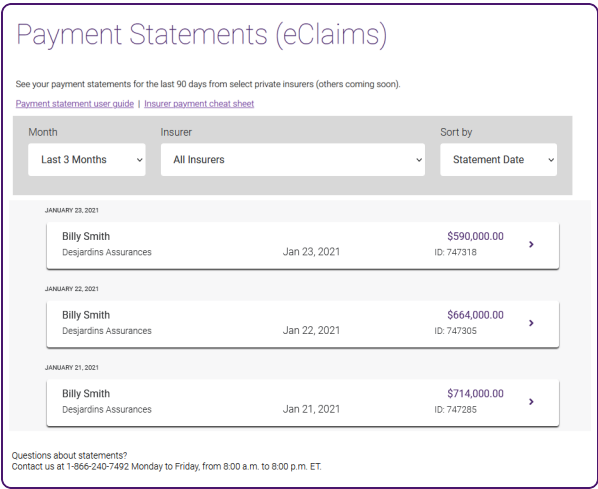 Payment Statements (eClaims)
See your payment statements for the last 90 days from select private insurers (others coming soon).
Payment statement user guide | Insurer payment cheat sheet
Month Insurer Sort by
Last 3 Months All Insurers Statement Date
JANUARY 23, 2021
Billy Smith $590,000.00
Desjardins Assurances Jan 23, 2021 ID: 747318
JANUARY 22, 2021
Billy Smith $664,000.00
Desjardins Assurances Jan 22, 2021 ID: 747305
JANUARY 21, 2021
Billy Smith $714,000.00
Desjardins Assurances Jan 21, 2021 ID: 747285
Questions about statements?
Contact us at 1-866-240-7492 Monday to Friday, from 8:00 a.m. to 8:00 p.m. ET.